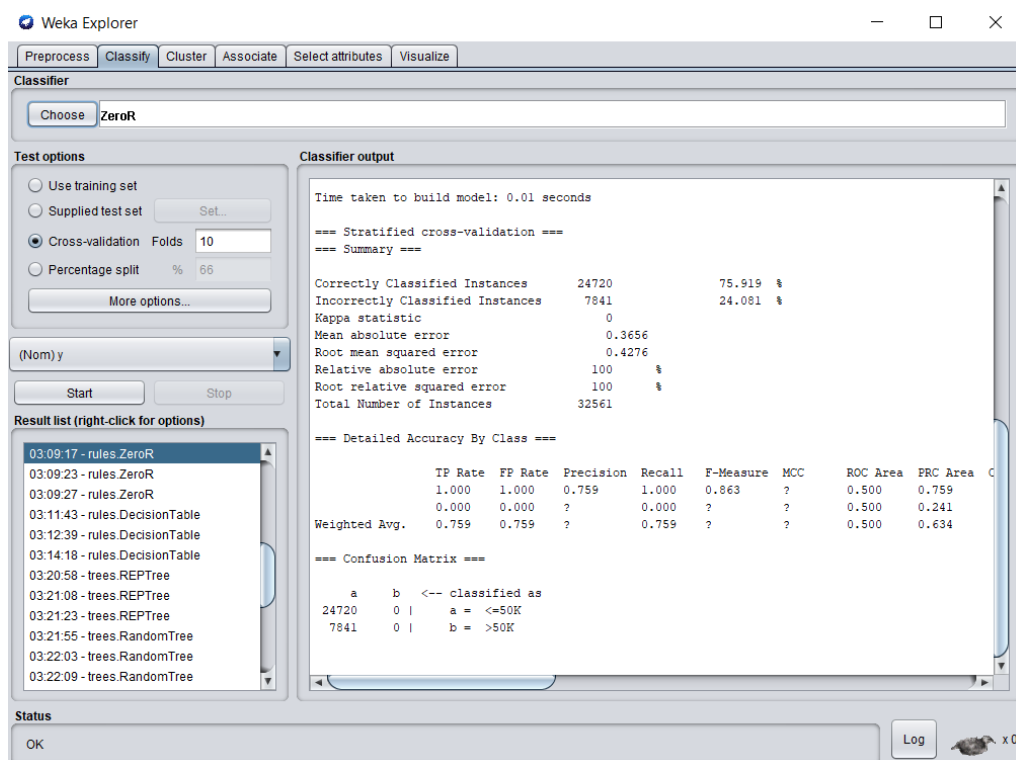 Weka Explorer
Preprocess Classify Cluster Associate Select attributes Visualize
Classifier
Choose ZeroR
Test options
Use training set
Supplied test set Set...
Cross-validation Folds 10
Percentage split % 66
More options...
(Nom) y
Start Stop
Result list (right-click for options)
03:09:17 - rules.ZeroR
03:09:23 - rules.ZeroR
03:09:27 - rules.ZeroR
03:11:43 - rules.DecisionTable
03:12:39 - rules.DecisionTable
03:14:18 - rules.DecisionTable
03:20:58 - trees.REPTree
03:21:08 - trees.REPTree
03:21:23 - trees.REPTree
03:21:55 - trees.RandomTree
03:22:03 - trees.RandomTree
03:22:09 - trees.RandomTree
Classifier output
Time taken to build model: 0.01 seconds
=== Stratified cross-validation ===
=== Summary ===
Correctly Classified Instances 24720 75.919 %
Incorrectly Classified Instances 7841 24.081 %
Kappa statistic 0
Mean absolute error 0.3656
Root mean squared error 0.4276
Relative absolute error 100 %
Root relative squared error 100 %
Total Number of Instances 32561
=== Detailed Accuracy By Class ===
TP Rate FP Rate Precision Recall F-Measure MCC ROC Area PRC Area
1.000 1.000 0.759 1.000 0.863 ? 0.500 0.759
0.000 0.000 ? 0.000 ? ? 0.500 0.241
Weighted Avg. 0.759 0.759 ? 0.759 ? ? 0.500 0.634
=== Confusion Matrix ===
a b <-- classified as
24720 0 | a = <=50K
7841 0 | b = >50K
Status
OK
Log
x 0